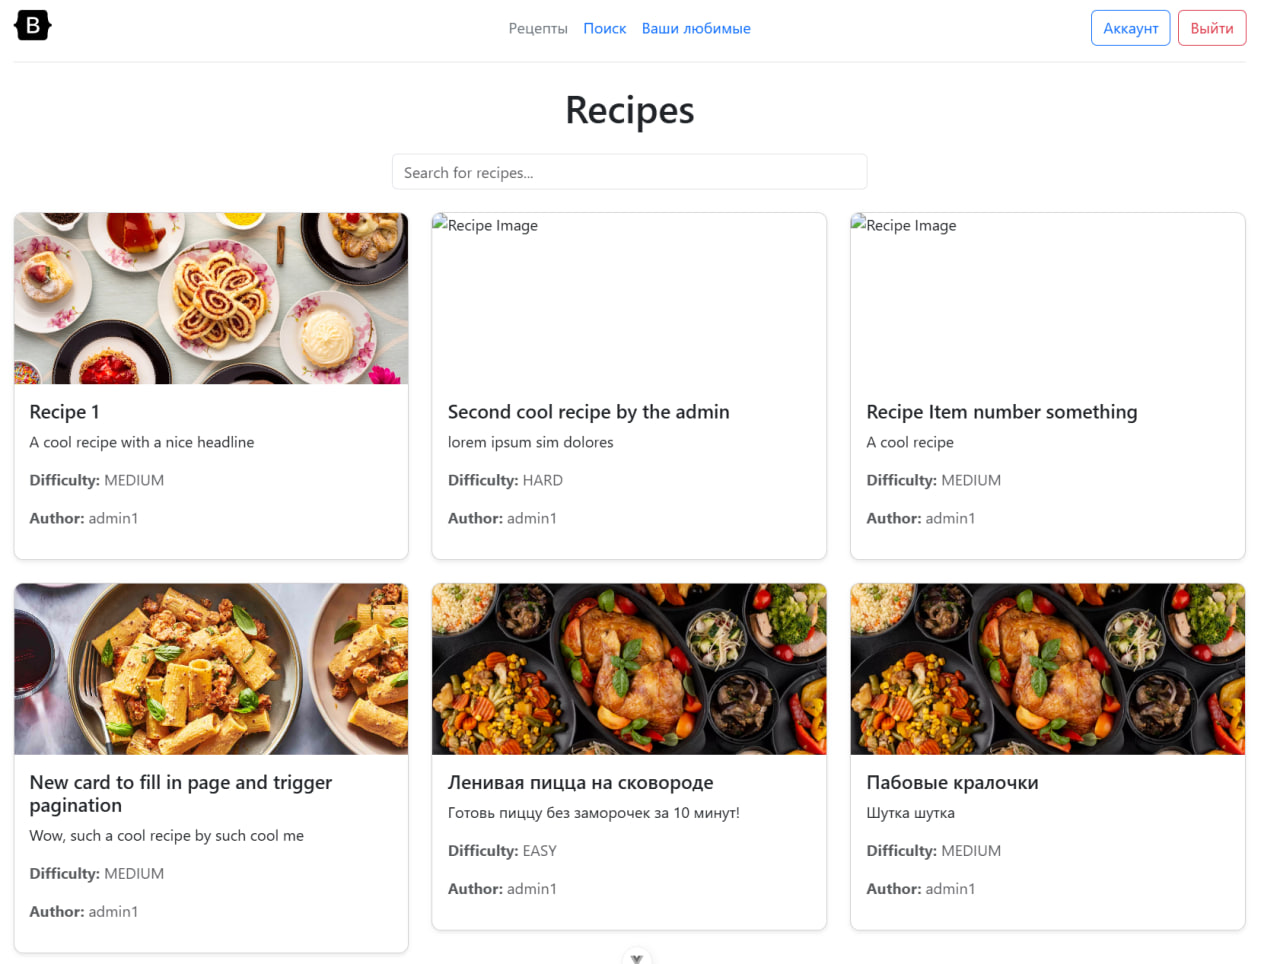 B
Рецепты Поиск Ваши любимые Аккаунт Выйти
Recipes
Search for recipes...
Recipe 1
A cool recipe with a nice headline
Difficulty: MEDIUM
Author: admin1
Recipe Image
Second cool recipe by the admin
lorem ipsum sim dolores
Difficulty: HARD
Author: admin1
Recipe Image
Recipe Item number something
A cool recipe
Difficulty: MEDIUM
Author: admin1
New card to fill in page and trigger
pagination
Wow, such a cool recipe by such cool me
Difficulty: MEDIUM
Author: admin1
Ленивая пицца на сковороде
Готовь пиццу без заморочек за 10 минут!
Difficulty: EASY
Author: admin1
Пабовые кралочки
Шутка шутка
Difficulty: MEDIUM
Author: admin1